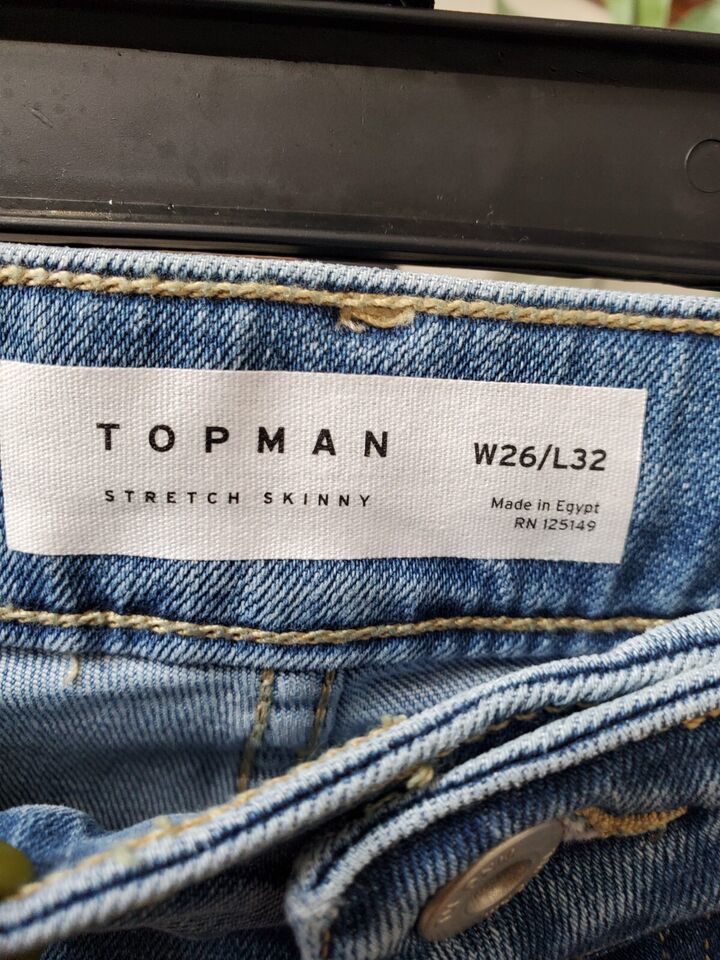 TOPMAN
STRETCH SKINNY
W26/L32
Made in Egypt
RN 125149